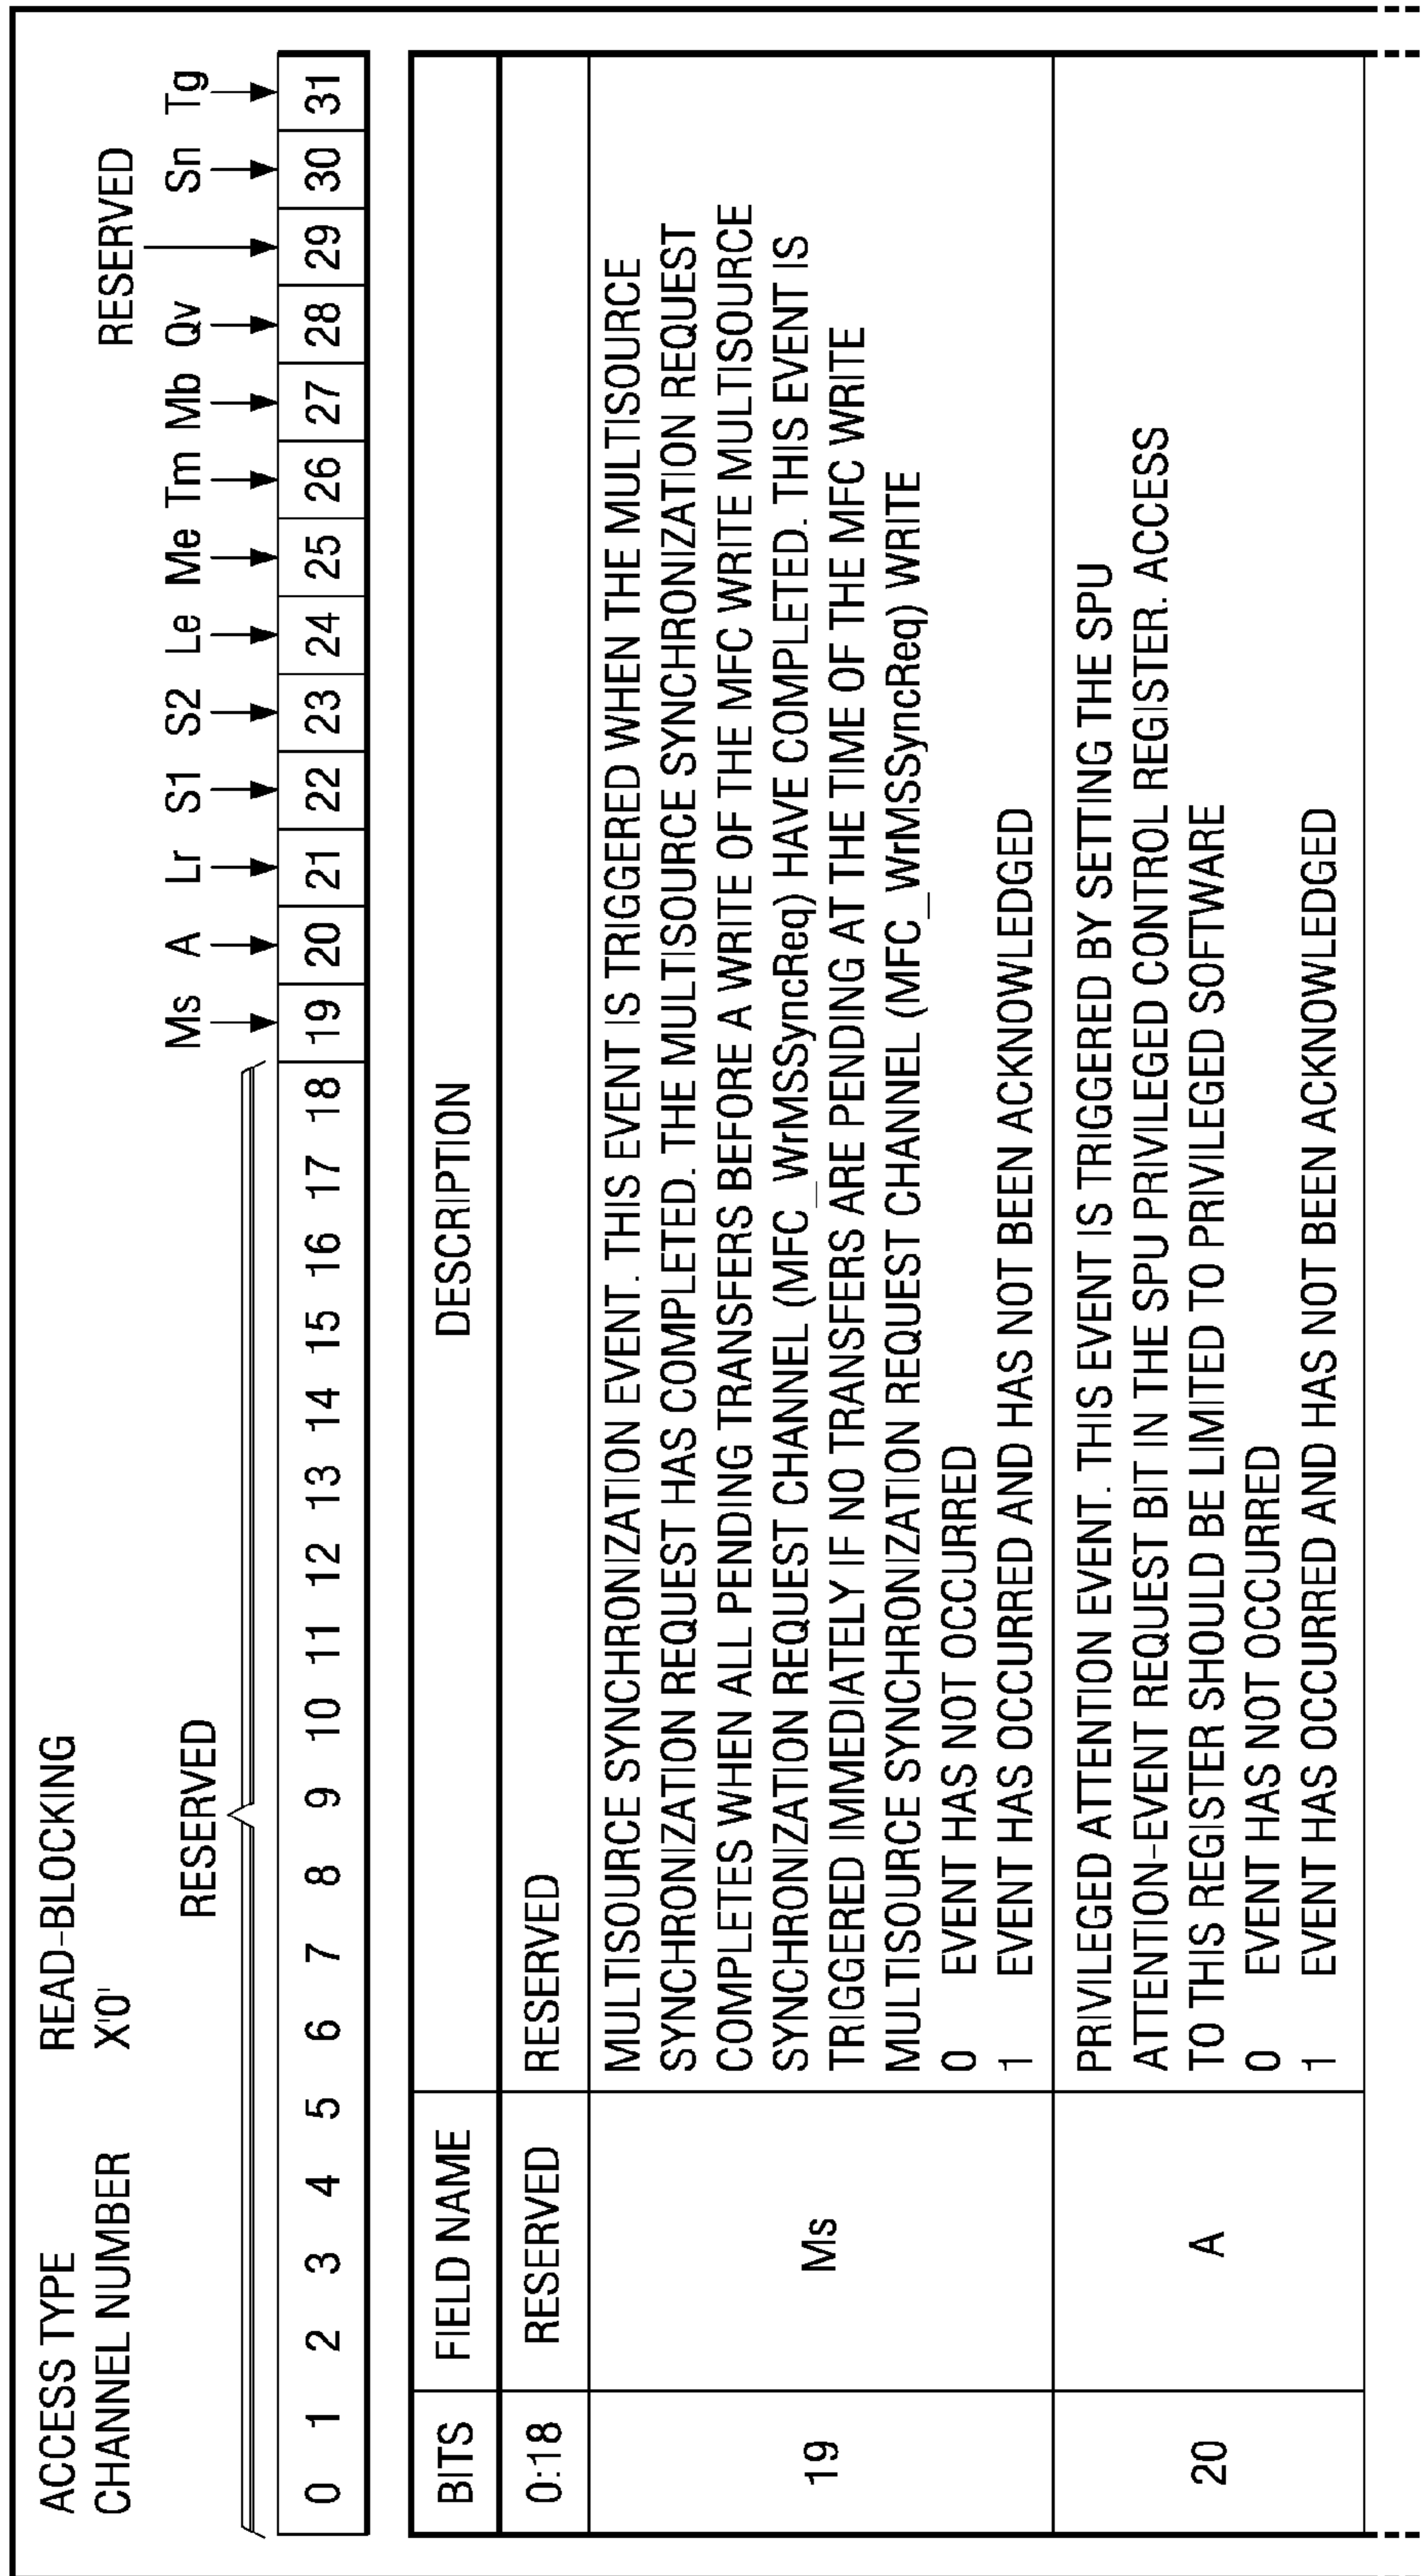 ACCESS TYPE READ-BLOCKING
CHANNEL NUMBER X'0'
RESERVED
RESERVED
Ms A Lr S1 S2 Le Me Tm Mb Qv Sn Tg
0 1 2 3 4 5 6 7 8 9 10 11 12 13 14 15 16 17 18 19 20 21 22 23 24 25 26 27 28 29 30 31
BITS FIELD NAME DESCRIPTION
0:18 RESERVED RESERVED
19 Ms
MULTISOURCE SYNCHRONIZATION EVENT. THIS EVENT IS TRIGGERED WHEN THE MULTISOURCE
SYNCHRONIZATION REQUEST HAS COMPLETED. THE MULTISOURCE SYNCHRONIZATION REQUEST
COMPLETES WHEN ALL PENDING TRANSFERS BEFORE A WRITE OF THE MFC WRITE MULTISOURCE
SYNCHRONIZATION REQUEST CHANNEL (MFC_WrMSSyncReq) HAVE COMPLETED. THIS EVENT IS
TRIGGERED IMMEDIATELY IF NO TRANSFERS ARE PENDING AT THE TIME OF THE MFC WRITE
MULTISOURCE SYNCHRONIZATION REQUEST CHANNEL (MFC_WrMSSyncReq) WRITE
0 EVENT HAS NOT OCCURRED
1 EVENT HAS OCCURRED AND HAS NOT BEEN ACKNOWLEDGED
20 A
PRIVILEGED ATTENTION EVENT. THIS EVENT IS TRIGGERED BY SETTING THE SPU
ATTENTION-EVENT REQUEST BIT IN THE SPU PRIVILEGED CONTROL REGISTER. ACCESS
TO THIS REGISTER SHOULD BE LIMITED TO PRIVILEGED SOFTWARE
0 EVENT HAS NOT OCCURRED
1 EVENT HAS OCCURRED AND HAS NOT BEEN ACKNOWLEDGED